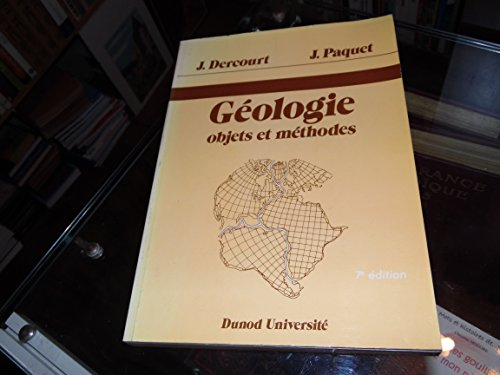 J. Dercourt J. Paquet
Géologie
objets et méthodes
7e édition
Dunod Université